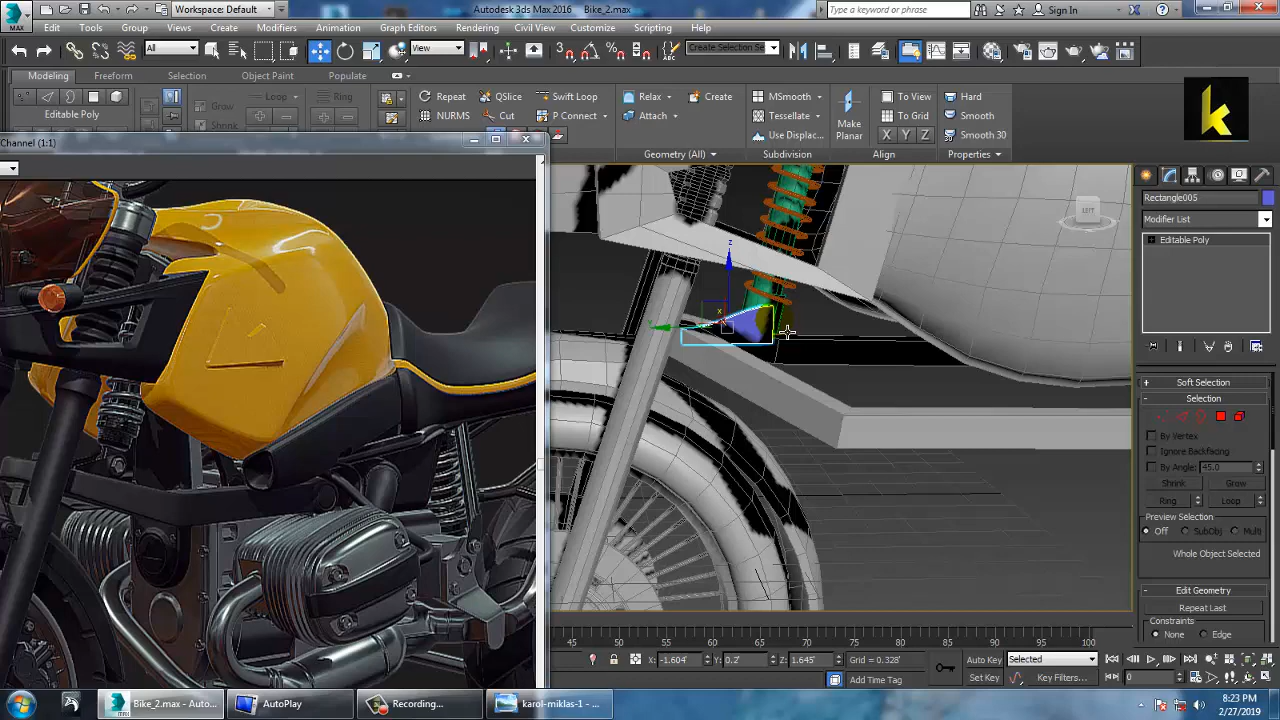 Workspace: Default
Autodesk 3ds Max 2016 Bike_2.max
Type a keyword or phrase
Sign In
MAX
Edit Tools Group Views Create Modifiers Animation Graph Editors Rendering Civil View Customize Scripting Help
All
View
Create Selection Se
Modeling Freeform Selection Object Paint Populate
Grow Loop Ring Repeat QSlice Swift Loop Relax Create MSmooth To View Hard
Editable Poly Shrink NURMS Cut P Connect Attach Tessellate Make Planar To Grid Smooth
Use Displac... X Y Z Smooth 30
Geometry (All) Subdivision Align Properties
Channel (1:1)
LEFT
z
x
Rectangle005
Modifier List
Editable Poly
Soft Selection
Selection
By Vertex
Ignore Backfacing
By Angle: 45.0
Shrink Grow
Ring Loop
Preview Selection
Off SubObj Multi
Whole Object Selected
Edit Geometry
Repeat Last
Constraints
None Edge
45 50 55 60 65 70 75 80 85 90 95 100
X: -1.604' Y: 0.2' Z: 1.645' Grid = 0.328' Auto Key Selected
Add Time Tag Set Key Key Filters... 0
Bike_2.max - Auto... AutoPlay Recording... karol-miklas-1 - ...
8:23 PM
2/27/2019